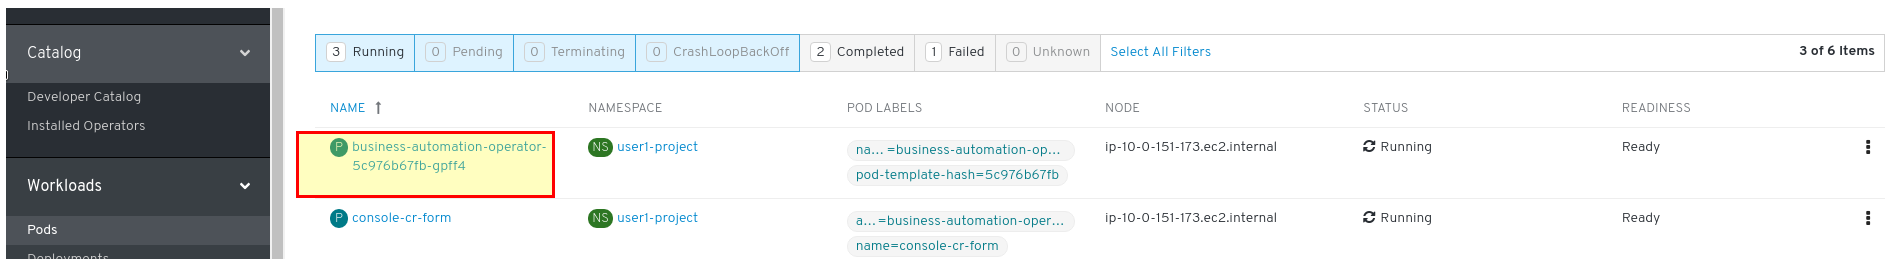 Catalog
Developer Catalog
Installed Operators
Workloads
Pods
Deployments
3 Running 0 Pending 0 Terminating 0 CrashLoopBackOff 2 Completed 1 Failed 0 Unknown Select All Filters 3 of 6 Items
NAME NAMESPACE POD LABELS NODE STATUS READINESS
P business-automation-operator-
5c976b67fb-gpff4
NS user1-project
na... =business-automation-op...
pod-template-hash=5c976b67fb
ip-10-0-151-173.ec2.internal
Running
Ready
P console-cr-form
NS user1-project
a... =business-automation-oper...
name=console-cr-form
ip-10-0-151-173.ec2.internal
Running
Ready